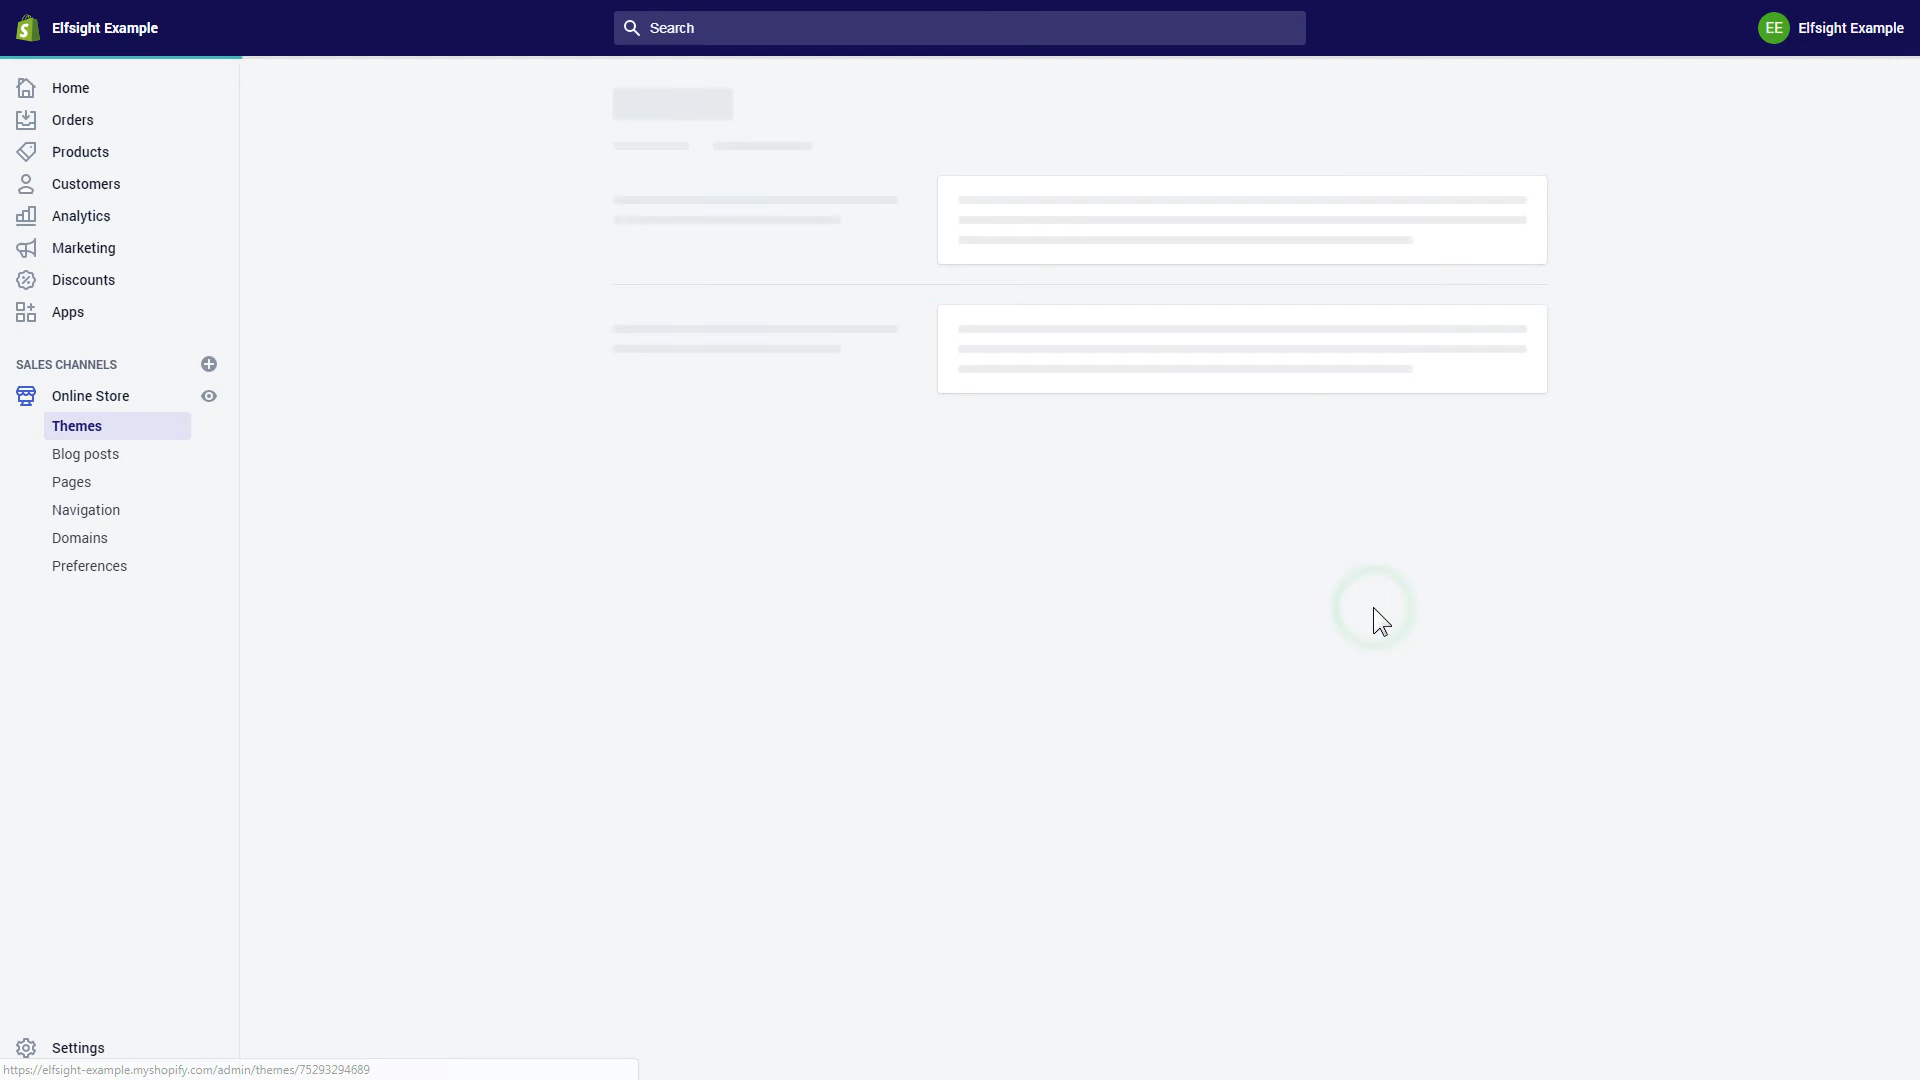 Elfsight Example
Search
EE
Elfsight Example
Home
Orders
Products
Customers
Analytics
Marketing
Discounts
Apps
SALES CHANNELS
Online Store
Themes
Blog posts
Pages
Navigation
Domains
Preferences
Settings
https://elfsight-example.myshopify.com/admin/themes/75293294689